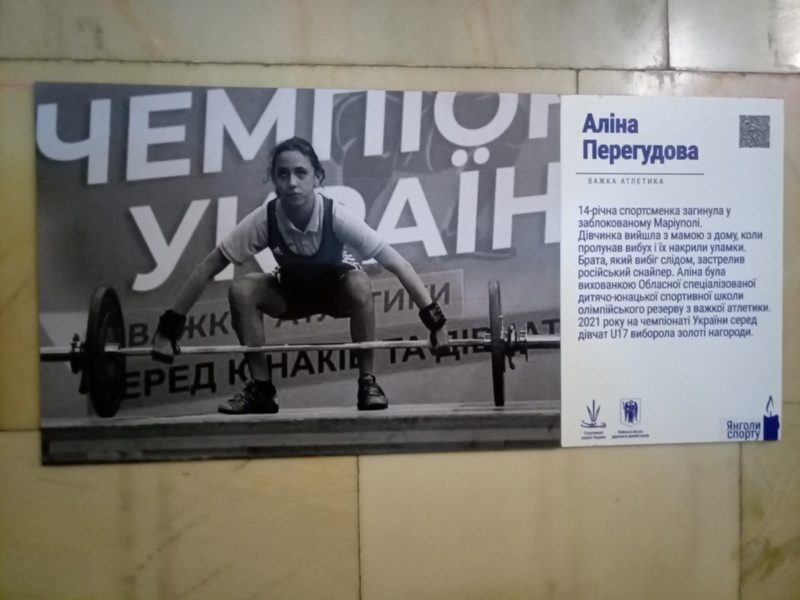 ЧЕМПІОН
УКРАЇН
ВАЖКО АТЛЕТИКИ
СЕРЕД ЮНАКІВ ТА ДІВЧАТ
Аліна
Перегудова
ВАЖКА АТЛЕТИКА
14-річна спортсменка загинула у
заблокованому Маріуполі.
Дівчинка вийшла з мамою з дому, коли
пролунав вибух і їх накрили уламки.
Брата, який вибіг слідом, застрелив
російський снайпер. Аліна була
вихованкою Обласної спеціалізованої
дитячо-юнацької спортивної школи
олімпійського резерву з важкої атлетики.
2021 року на чемпіонаті України серед
дівчат U17 виборола золоті нагороди.
Янголи
спорту